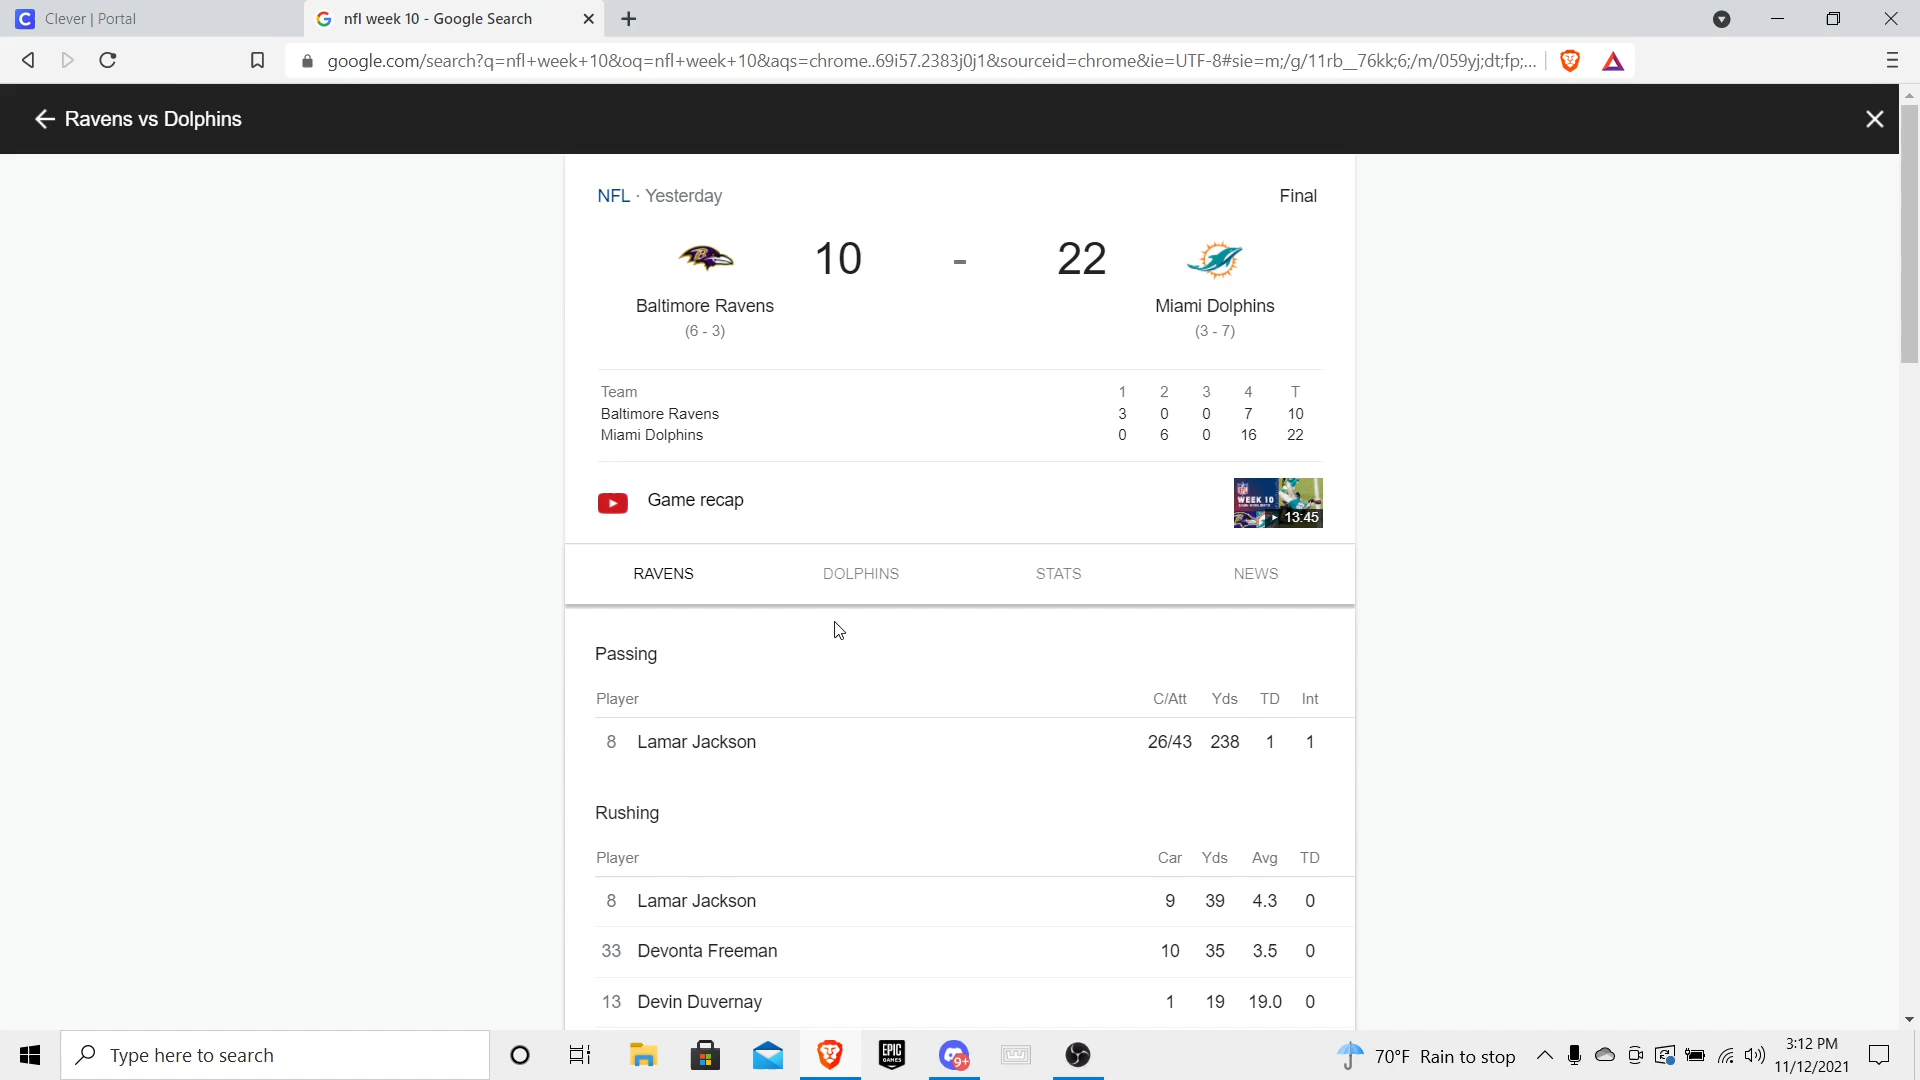 Clever | Portal
nfl week 10 - Google Search
google.com/search?q=nfl+week+10&oq=nfl+week+10&aqs=chrome..69i57.2383j0j1&sourceid=chrome&ie=UTF-8#sie=m;/g/11rb__76kk;6;/m/059yj;dt;fp;...
Ravens vs Dolphins
NFL · Yesterday Final
10 - 22
Baltimore Ravens Miami Dolphins
(6 - 3) (3 - 7)
Team 1 2 3 4 T
Baltimore Ravens 3 0 0 7 10
Miami Dolphins 0 6 0 16 22
Game recap
NFL
WEEK 10
13:45
RAVENS DOLPHINS STATS NEWS
Passing
Player C/Att Yds TD Int
8 Lamar Jackson 26/43 238 1 1
Rushing
Player Car Yds Avg TD
8 Lamar Jackson 9 39 4.3 0
33 Devonta Freeman 10 35 3.5 0
13 Devin Duvernay 1 19 19.0 0
Type here to search
EPIC
GAMES
9+
70°F Rain to stop
3:12 PM
11/12/2021